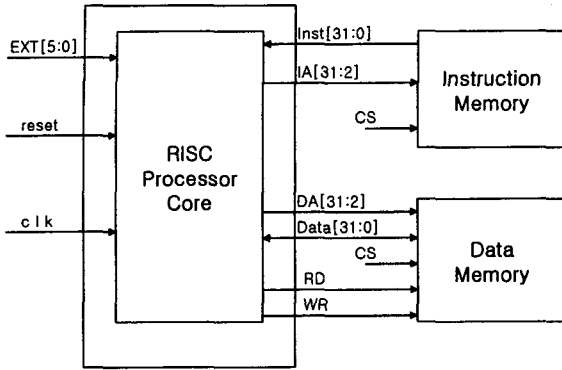 EXT[5:0]
reset
clk
RISC
Processor
Core
Inst[31:0]
IA[31:2]
CS
Instruction
Memory
DA[31:2]
Data[31:0]
CS
RD
WR
Data
Memory